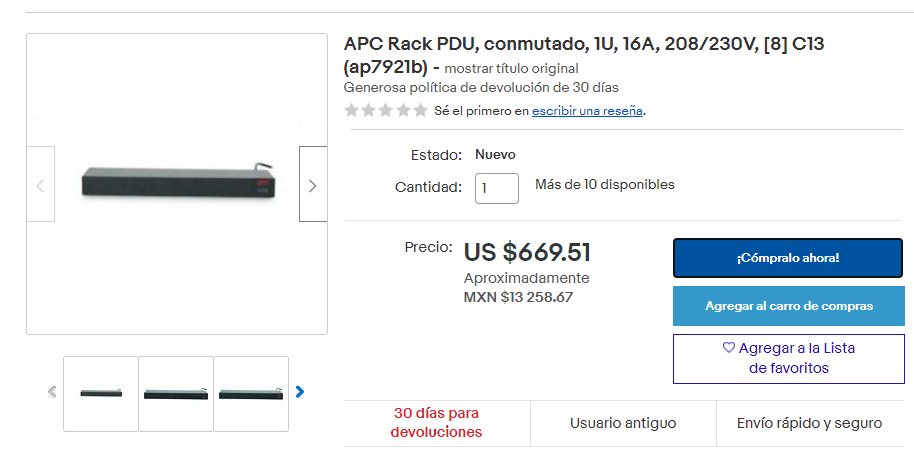 APC Rack PDU, conmutado, 1U, 16A, 208/230V, [8] C13
(ap7921b) - mostrar título original
Generosa política de devolución de 30 días
Sé el primero en escribir una reseña.
Estado: Nuevo
Cantidad: 1 Más de 10 disponibles
Precio: US $669.51
Aproximadamente
MXN $13 258.67
¡Cómpralo ahora!
Agregar al carro de compras
Agregar a la Lista
de favoritos
30 días para
devoluciones
Usuario antiguo
Envío rápido y seguro